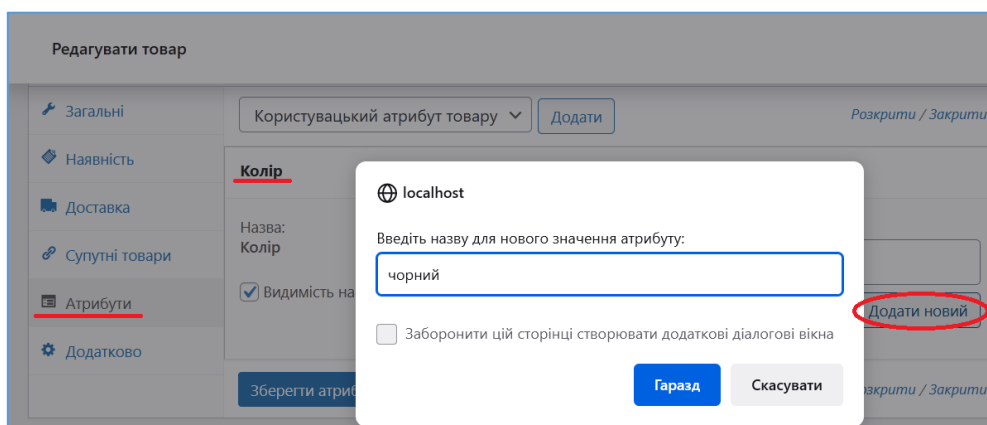 Редагувати товар
Загальні
Наявність
Доставка
Супутні товари
Атрибути
Додатково
Користувацький атрибут товару
Додати
Розкрити / Закрити
Колір
Назва:
Колір
Видимість на
Додати новий
Зберегти
Розкрити / Закрити
localhost
Введіть назву для нового значення атрибуту:
чорний
Заборонити цій сторінці створювати додаткові діалогові вікна
Гаразд
Скасувати